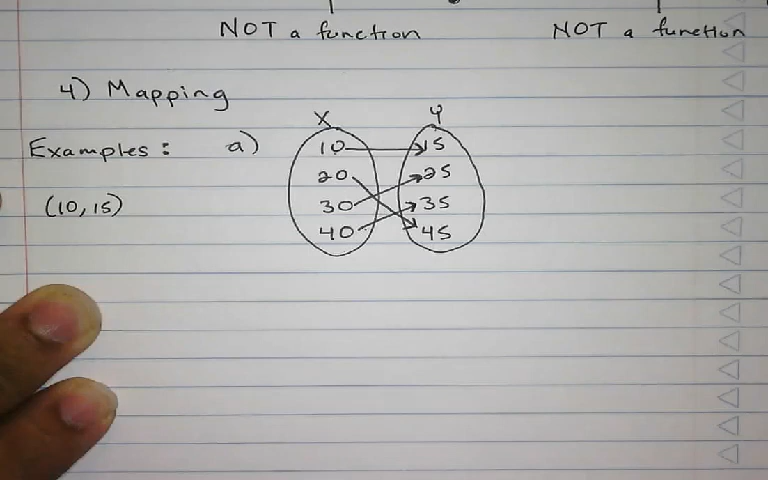 NOT a function NOT a function
4) Mapping
X Y
Examples: a) 10 15
20 25
(10,15) 30 35
40 45